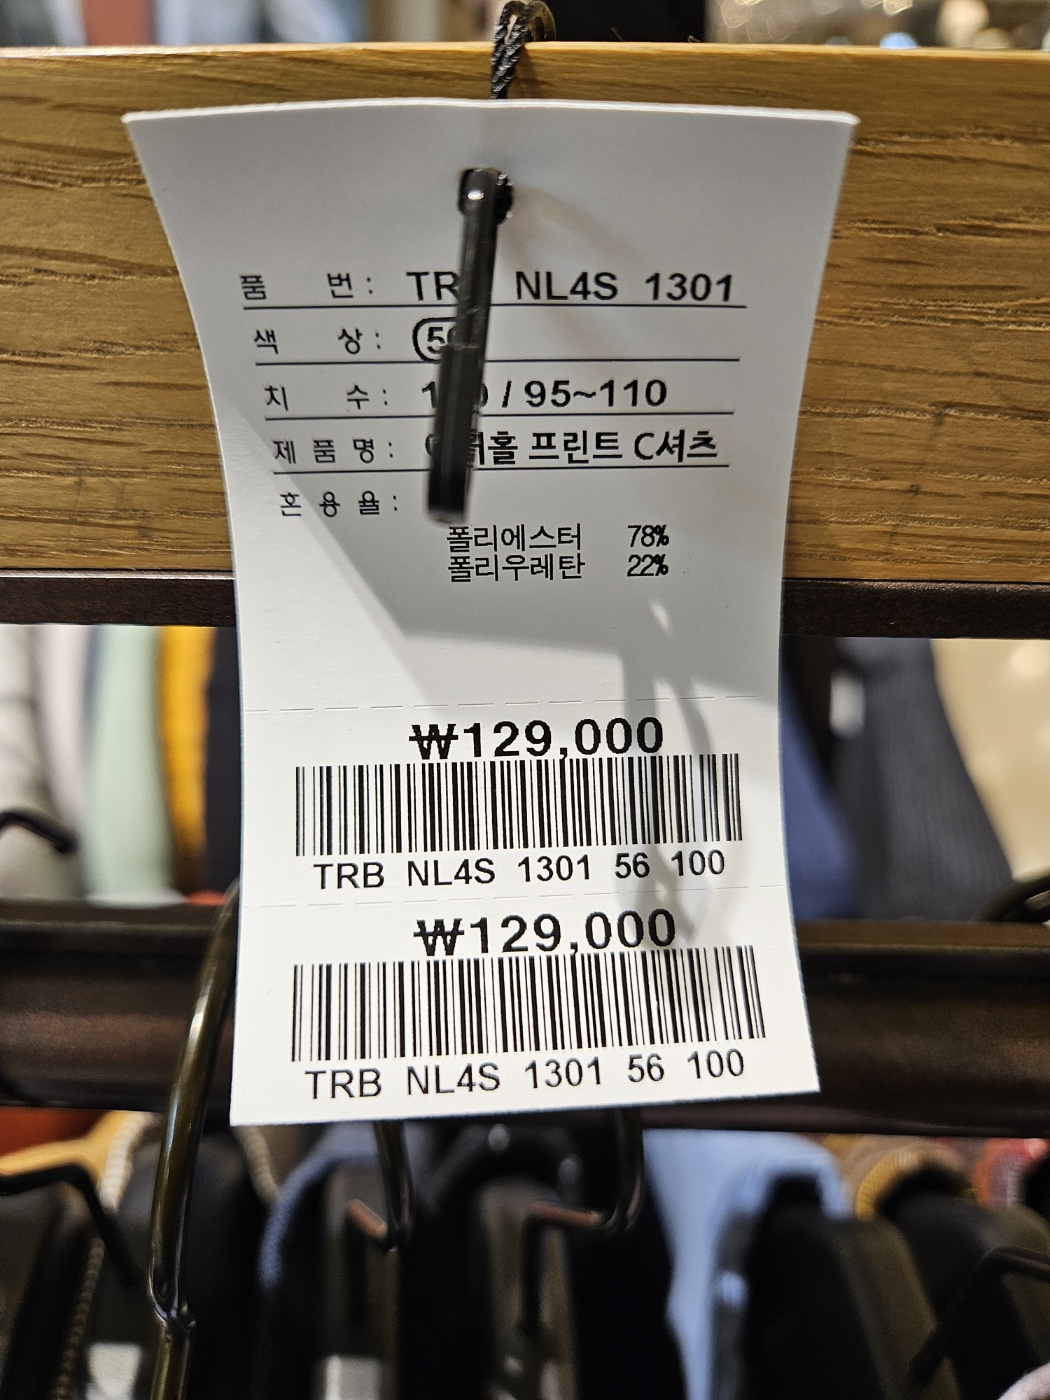 품 번 : NL4S 1301
색 상 :
치 수 : / 95~110
제 품 명 : 프린트 C셔츠
혼 용 율 :
폴리에스터 78%
폴리우레탄 22%
₩129,000
TRB NL4S 1301 56 100
₩129,000
TRB NL4S 1301 56 100